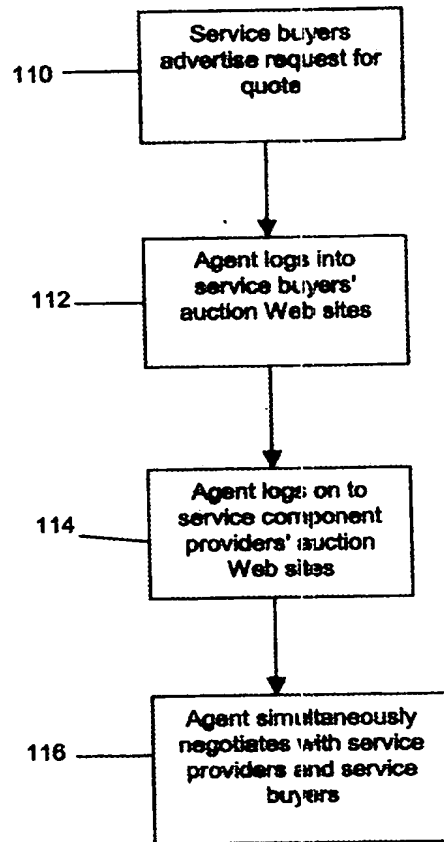 110
Service buyers
advertise request for
quote
112
Agent logs into
service buyers'
auction Web sites
114
Agent logs on to
service component
providers' auction
Web sites
116
Agent simultaneously
negotiates with service
providers and service
buyers